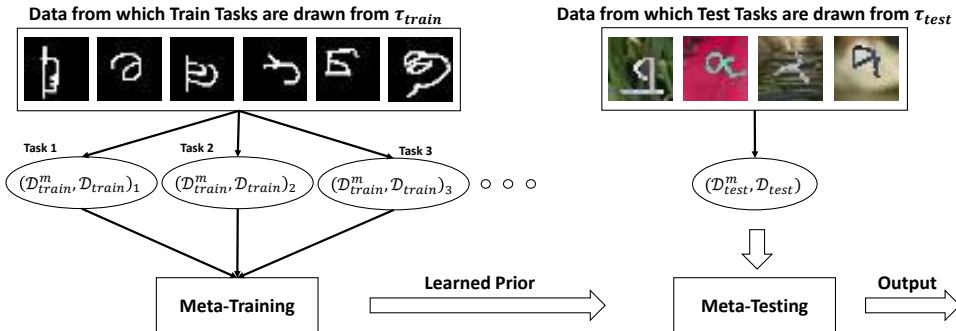 Data from which Train Tasks are drawn from τ_train
Data from which Test Tasks are drawn from τ_test
Task 1
Task 2
Task 3
(𝒟^m_train, 𝒟_train)_1
(𝒟^m_train, 𝒟_train)_2
(𝒟^m_train, 𝒟_train)_3
(𝒟^m_test, 𝒟_test)
Meta-Training
Learned Prior
Meta-Testing
Output